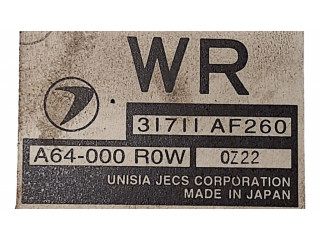 WR
31711 AF260
A64-000 R0W 0Z22
UNISIA JECS CORPORATION
MADE IN JAPAN